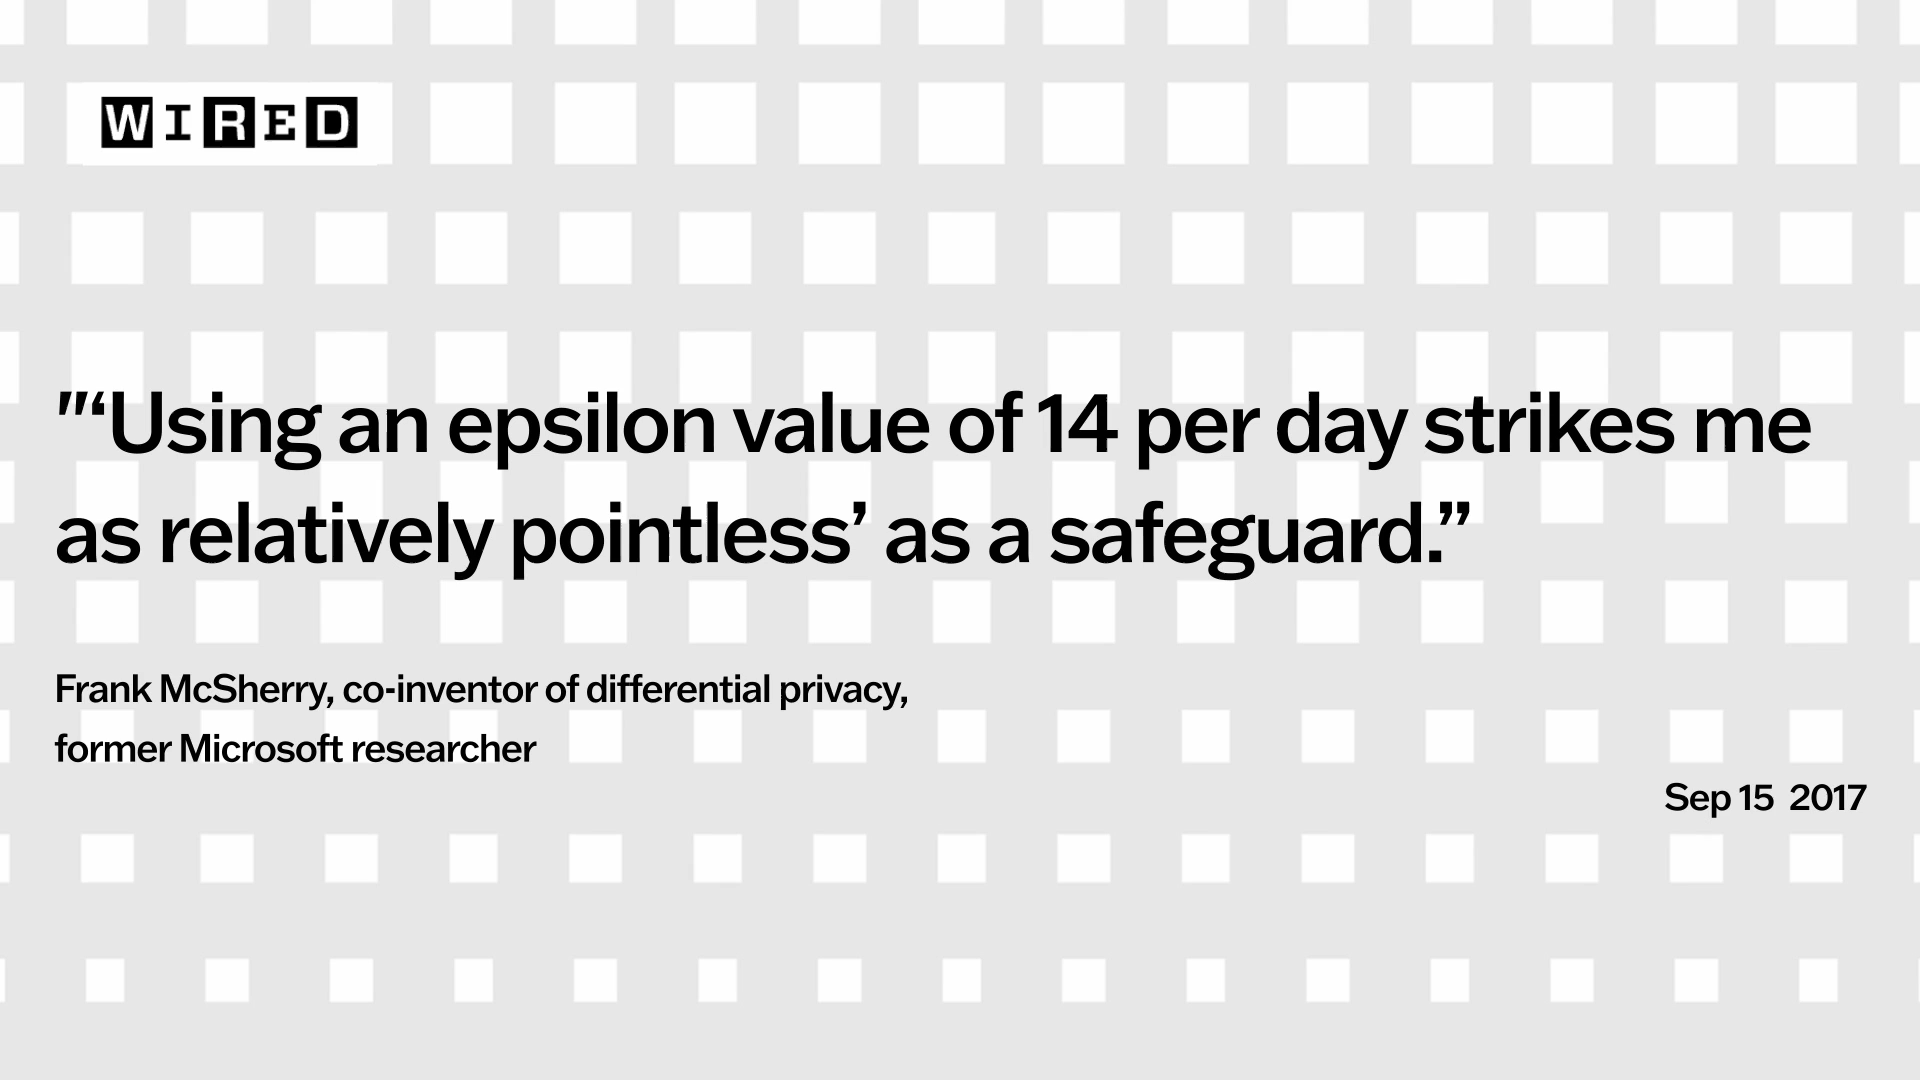 WIRED
"‘Using an epsilon value of 14 per day strikes me
as relatively pointless’ as a safeguard.”
Frank McSherry, co-inventor of differential privacy,
former Microsoft researcher
Sep 15 2017